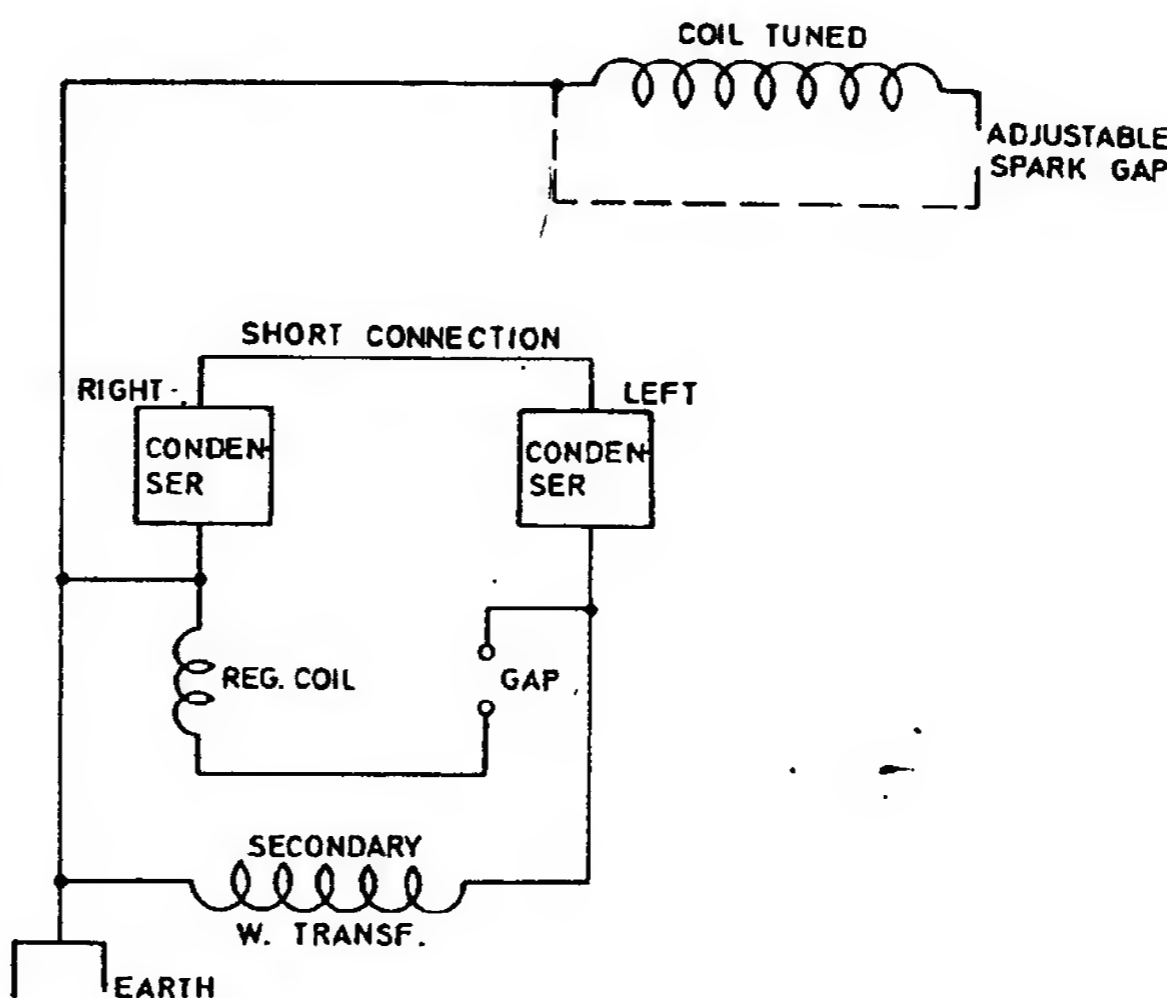 COIL TUNED
ADJUSTABLE
SPARK GAP
SHORT CONNECTION
RIGHT
LEFT
CONDEN-
SER
CONDEN-
SER
REG. COIL
GAP
SECONDARY
W. TRANSF.
EARTH